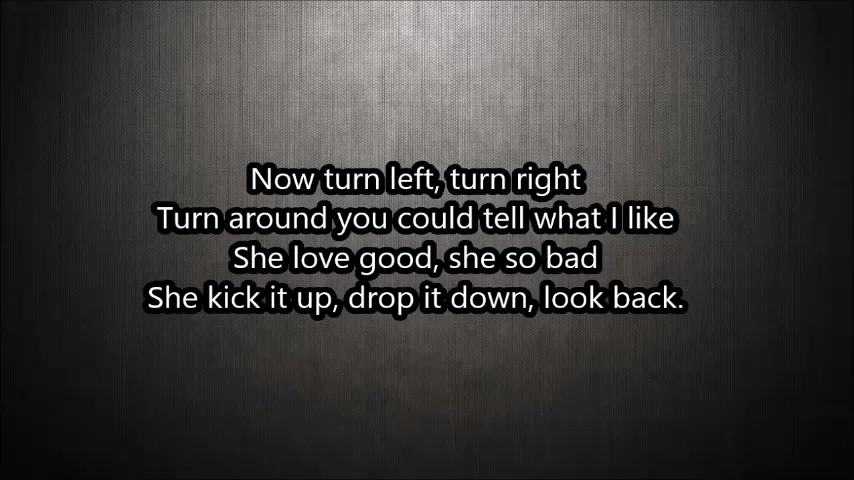 Now turn left, turn right
Turn around you could tell what I like
She love good, she so bad
She kick it up, drop it down, look back.